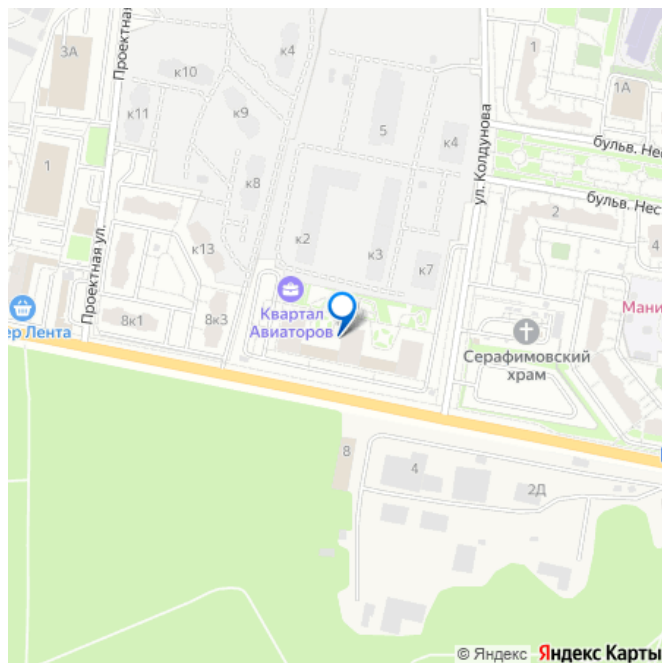 3А
Проектная
к4
1
1А
к10
к11
к9
5
к4
ул. Колдунова
бульв. Нес
1
к8
бульв. Нес
2
4
Проектная ул.
к13
к2
к3
к7
Квартал
Авиаторов
Мани
ер Лента
8к1
8к3
Серафимовский
храм
8
4
2Д
© Яндекс Яндекс Карты